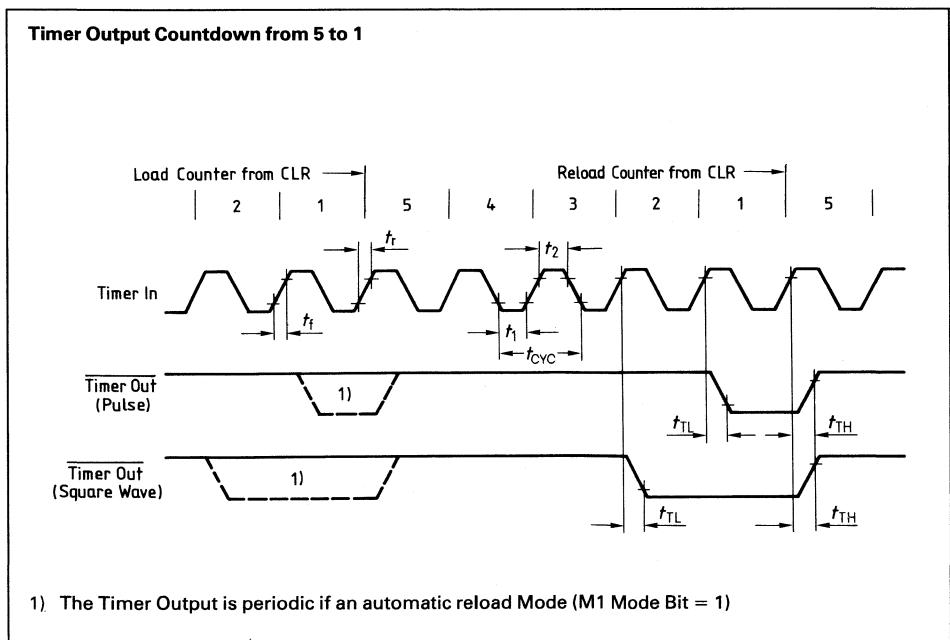 Timer Output Countdown from 5 to 1
Load Counter from CLR
Reload Counter from CLR
2 1 5 4 3 2 1 5
tr
t2
Timer In
tf
t1
tCYC
Timer Out
(Pulse)
1)
tTL
tTH
Timer Out
(Square Wave)
1)
tTL
tTH
1) The Timer Output is periodic if an automatic reload Mode (M1 Mode Bit = 1)